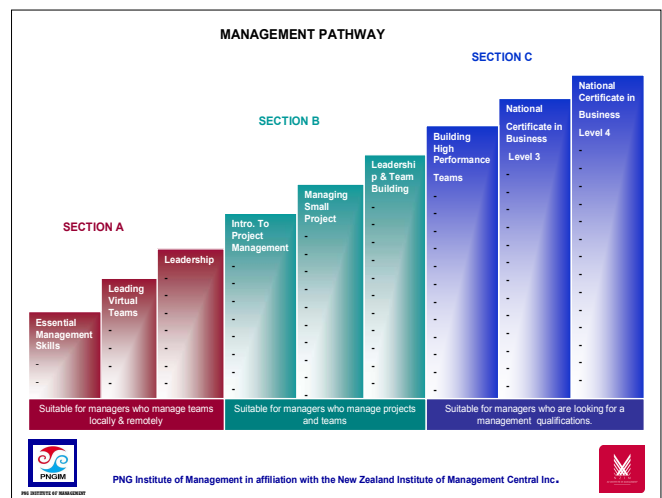 MANAGEMENT PATHWAY
SECTION C
National
Certificate in
Business
Level 4
-
-
-
-
-
-
-
-
-
-
-
-
-
National
Certificate in
Business
Level 3
-
-
-
-
-
-
-
-
-
-
-
-
Building
High
Performance
Teams
-
-
-
-
-
-
-
-
-
-
-
SECTION B
Leadershi
p & Team
Building
-
-
-
-
-
-
-
-
-
-
-
Managing
Small
Project
-
-
-
-
-
-
-
-
-
Intro. To
Project
Management
-
-
-
-
-
-
-
-
SECTION A
Leadership
-
-
-
-
-
-
-
Leading
Virtual
Teams
-
-
-
-
Essential
Management
Skills
-
-
Suitable for managers who manage teams
locally & remotely
Suitable for managers who manage projects
and teams
Suitable for managers who are looking for a
management qualifications.
PNGIM
PNG INSTITUTE OF MANAGEMENT
PNG Institute of Management in affiliation with the New Zealand Institute of Management Central Inc.